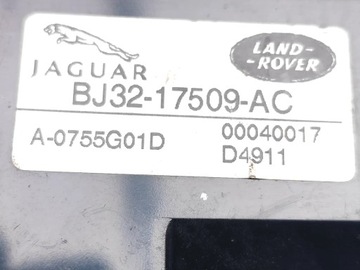 JAGUAR
LAND-
ROVER
BJ32-17509-AC
A-0755G01D 00040017
D4911